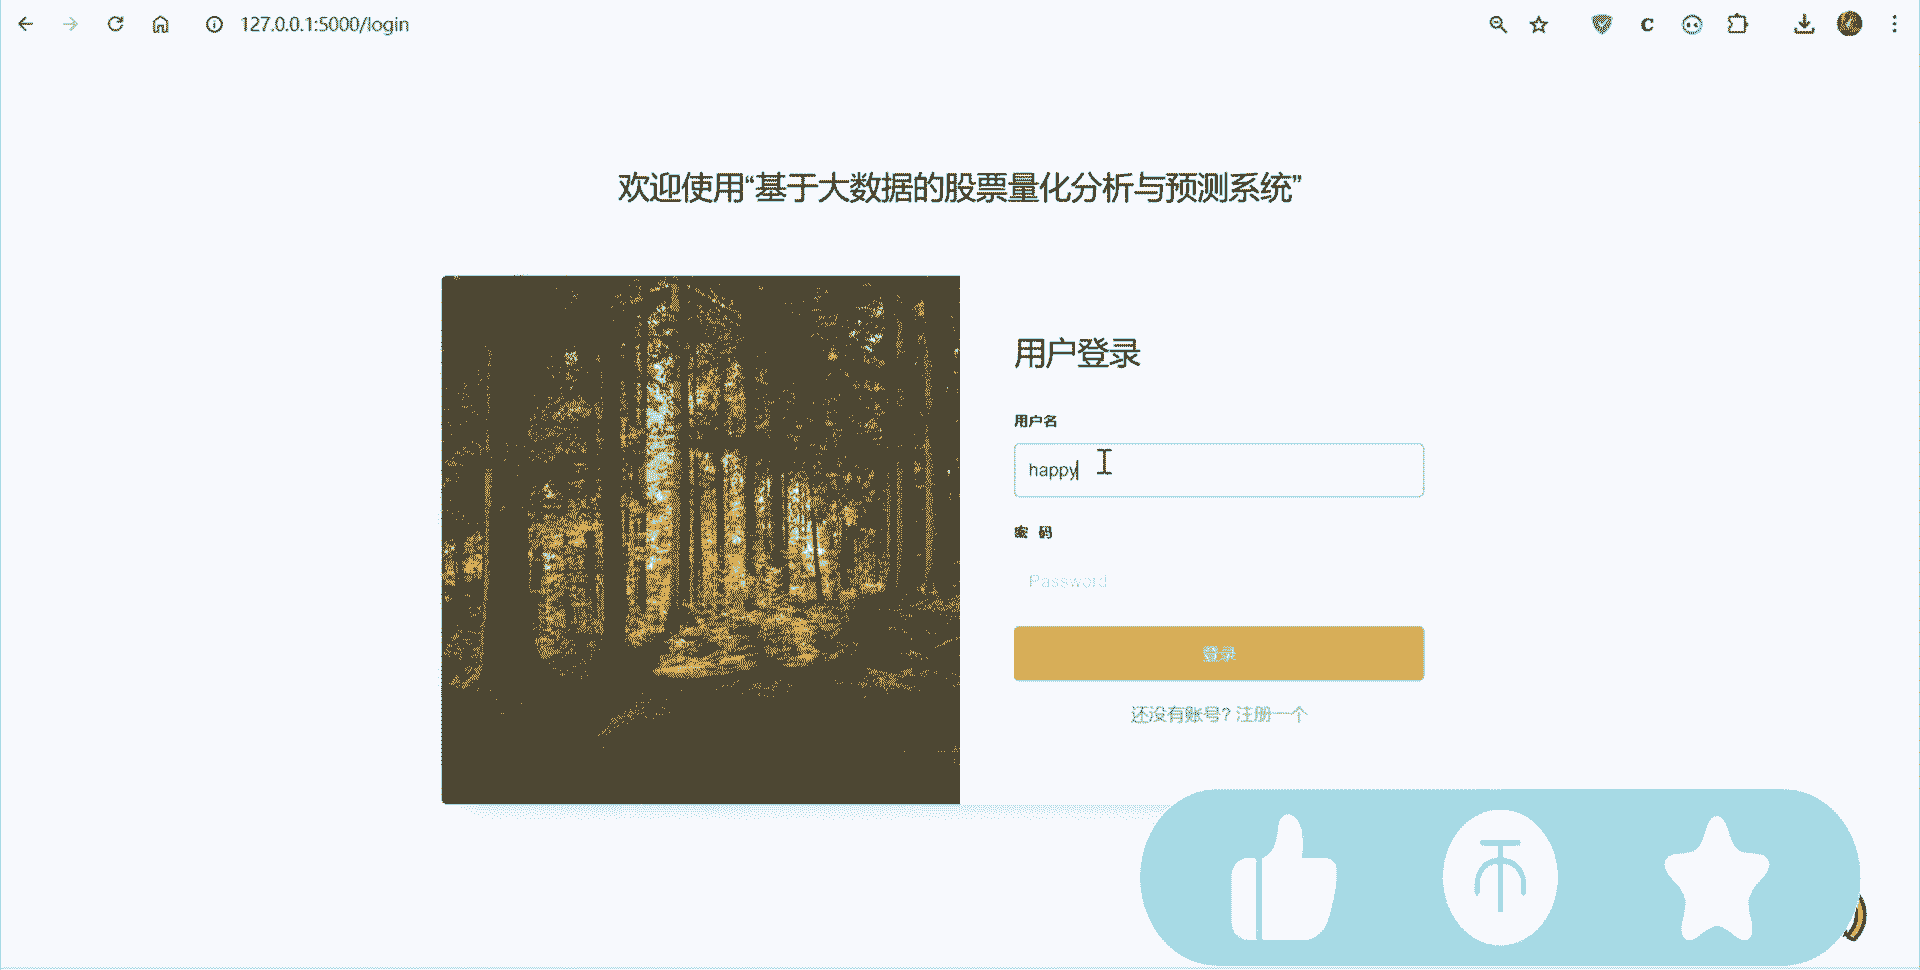 127.0.0.1:5000/login
欢迎使用“基于大数据的股票量化分析与预测系统”
用户登录
用户名
happy
密 码
Password
登录
还没有账号? 注册一个